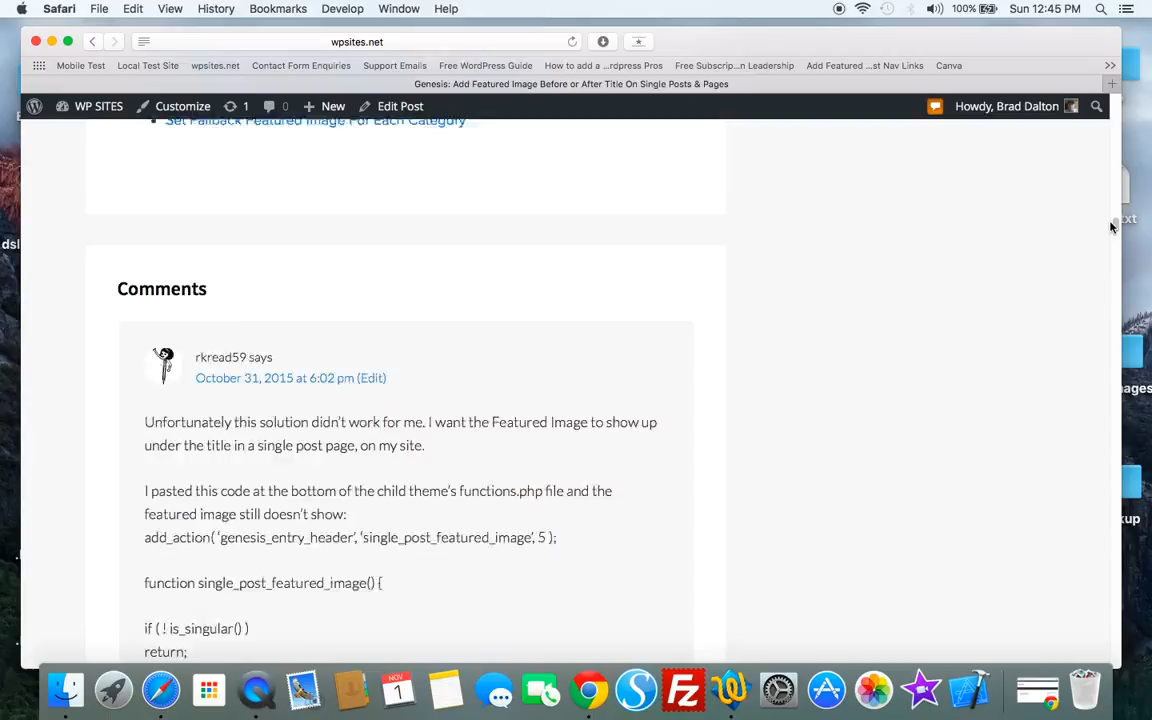 Safari File Edit View History Bookmarks Develop Window Help 100% Sun 12:45 PM
wpsites.net
Mobile Test Local Test Site wpsites.net Contact Form Enquiries Support Emails Free WordPress Guide How to add a ...rdpress Pros Free Subscrip...n Leadership Add Featured ...st Nav Links Canva
Genesis: Add Featured Image Before or After Title On Single Posts & Pages
WP SITES Customize 1 0 New Edit Post Howdy, Brad Dalton
Set Fallback Featured Image For Each Category
Comments
rkread59 says
October 31, 2015 at 6:02 pm (Edit)
Unfortunately this solution didn't work for me. I want the Featured Image to show up
under the title in a single post page, on my site.
I pasted this code at the bottom of the child theme's functions.php file and the
featured image still doesn't show:
add_action( ‘genesis_entry_header’, ‘single_post_featured_image’, 5 );
function single_post_featured_image() {
if ( ! is_singular() )
return;
NOV
1